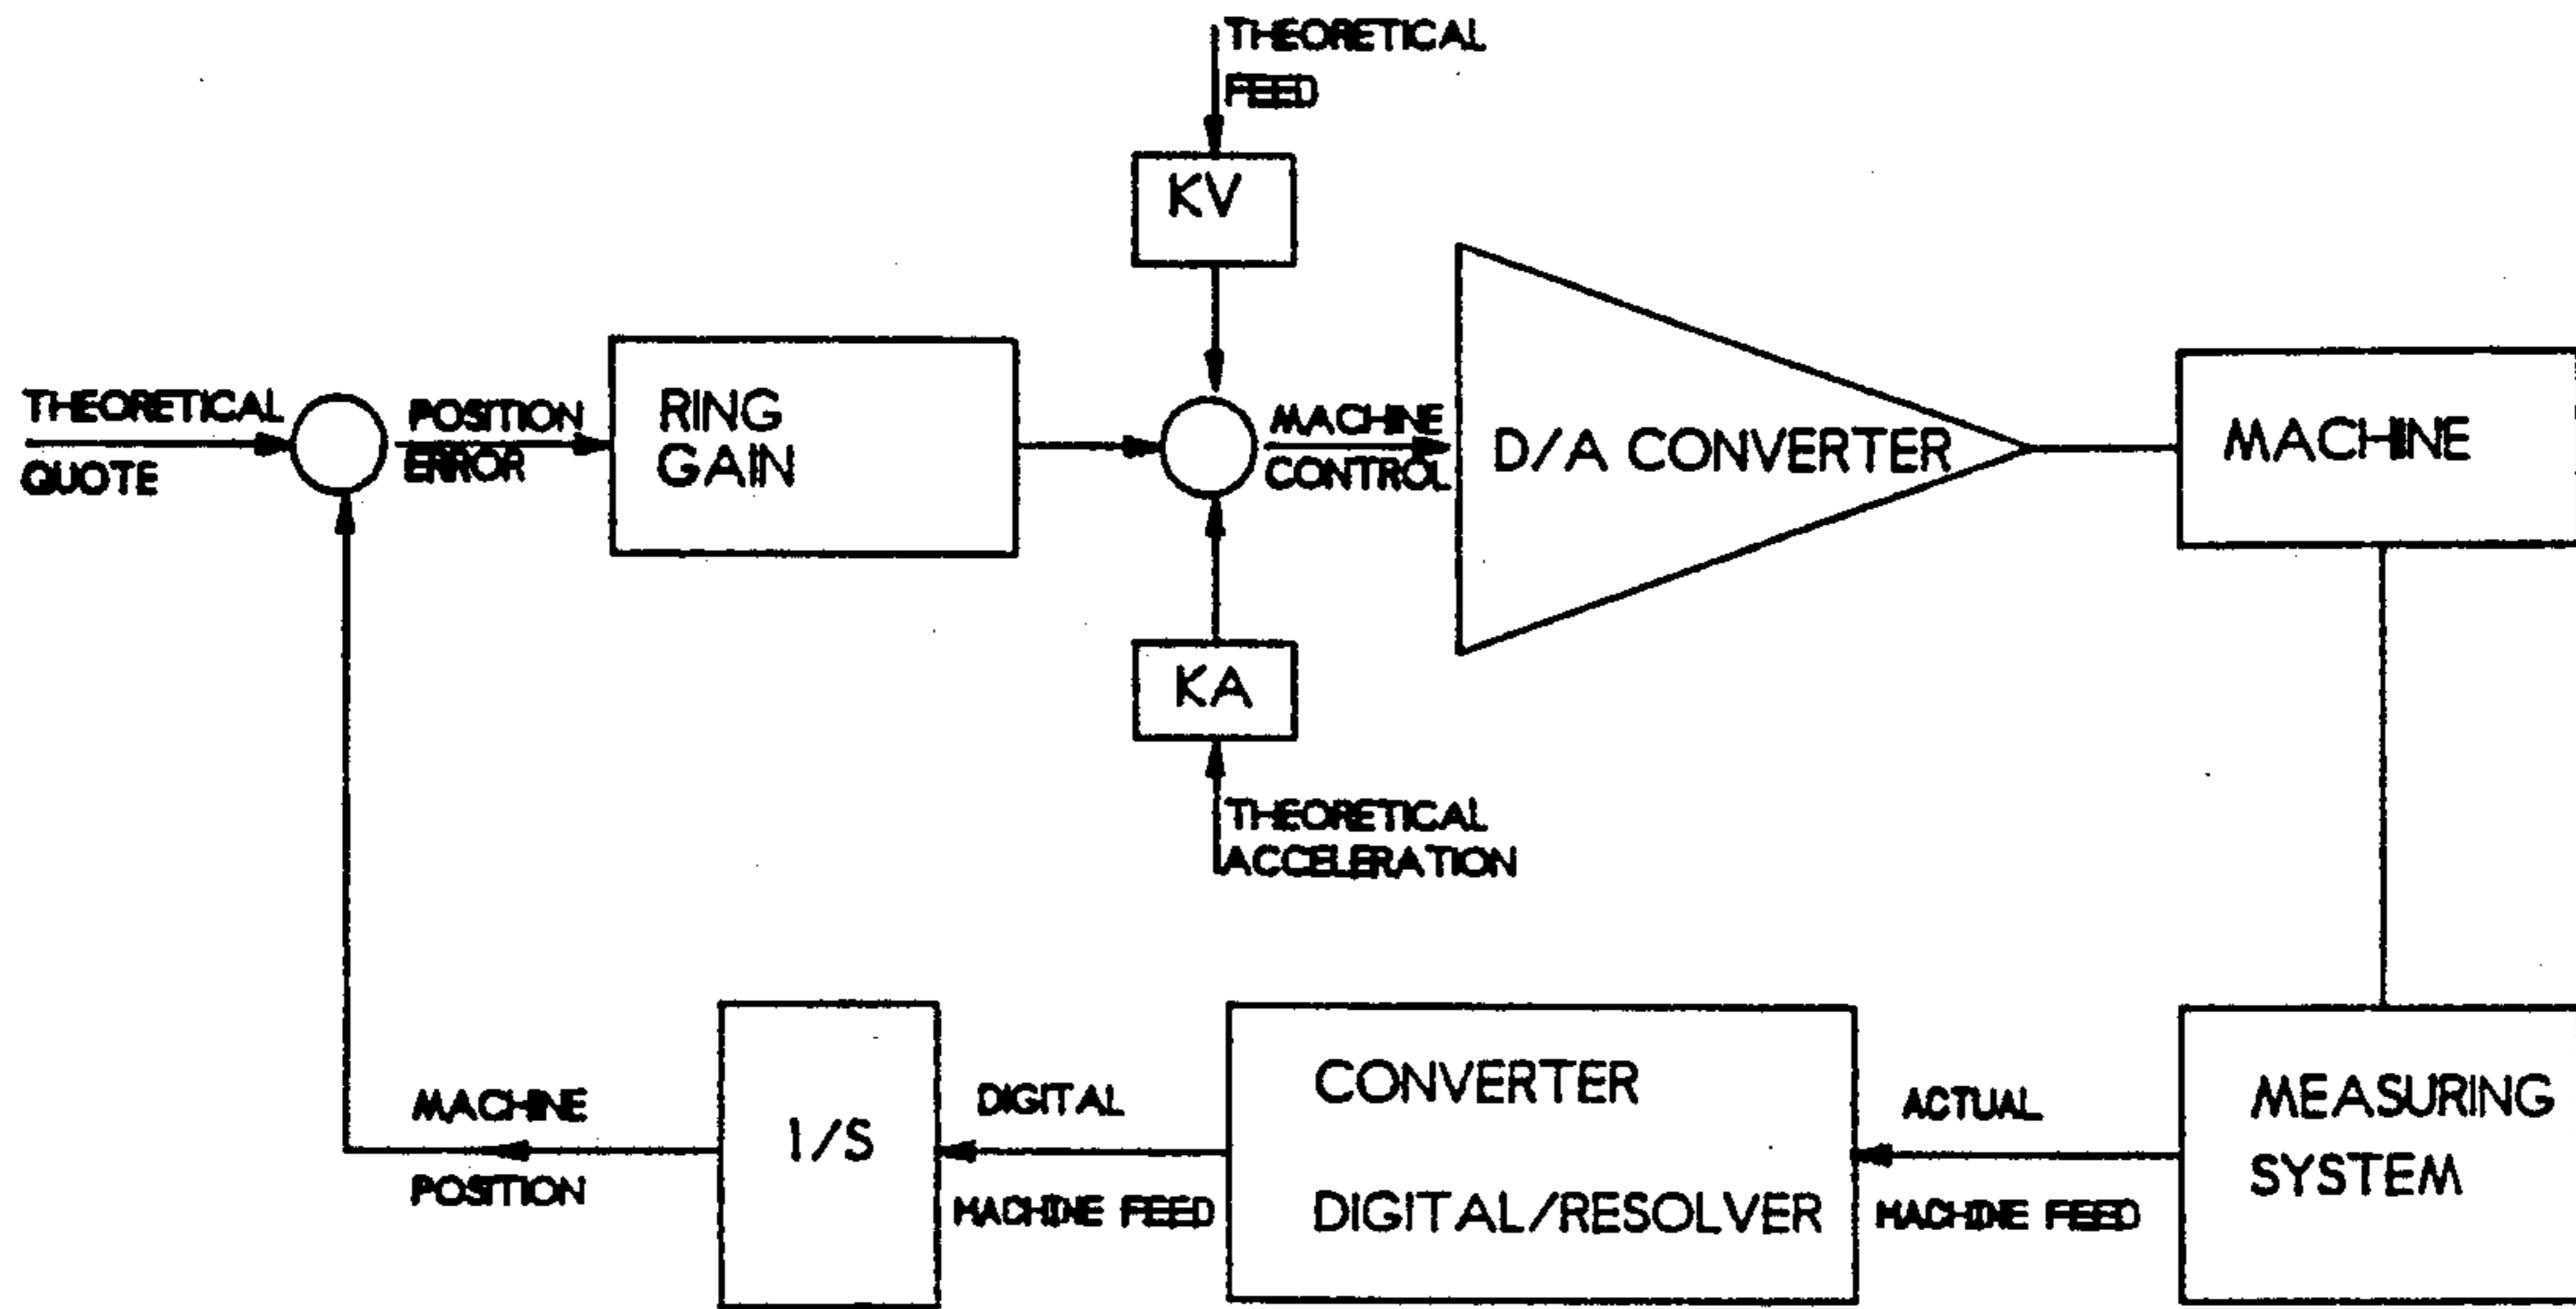 THEORETICAL
FEED
KV
THEORETICAL
QUOTE
POSITION
ERROR
RING
GAIN
MACHINE
CONTROL
D/A CONVERTER
MACHINE
KA
THEORETICAL
ACCELERATION
MACHINE
POSITION
1/S
DIGITAL
MACHINE FEED
CONVERTER
DIGITAL/RESOLVER
ACTUAL
MACHINE FEED
MEASURING
SYSTEM